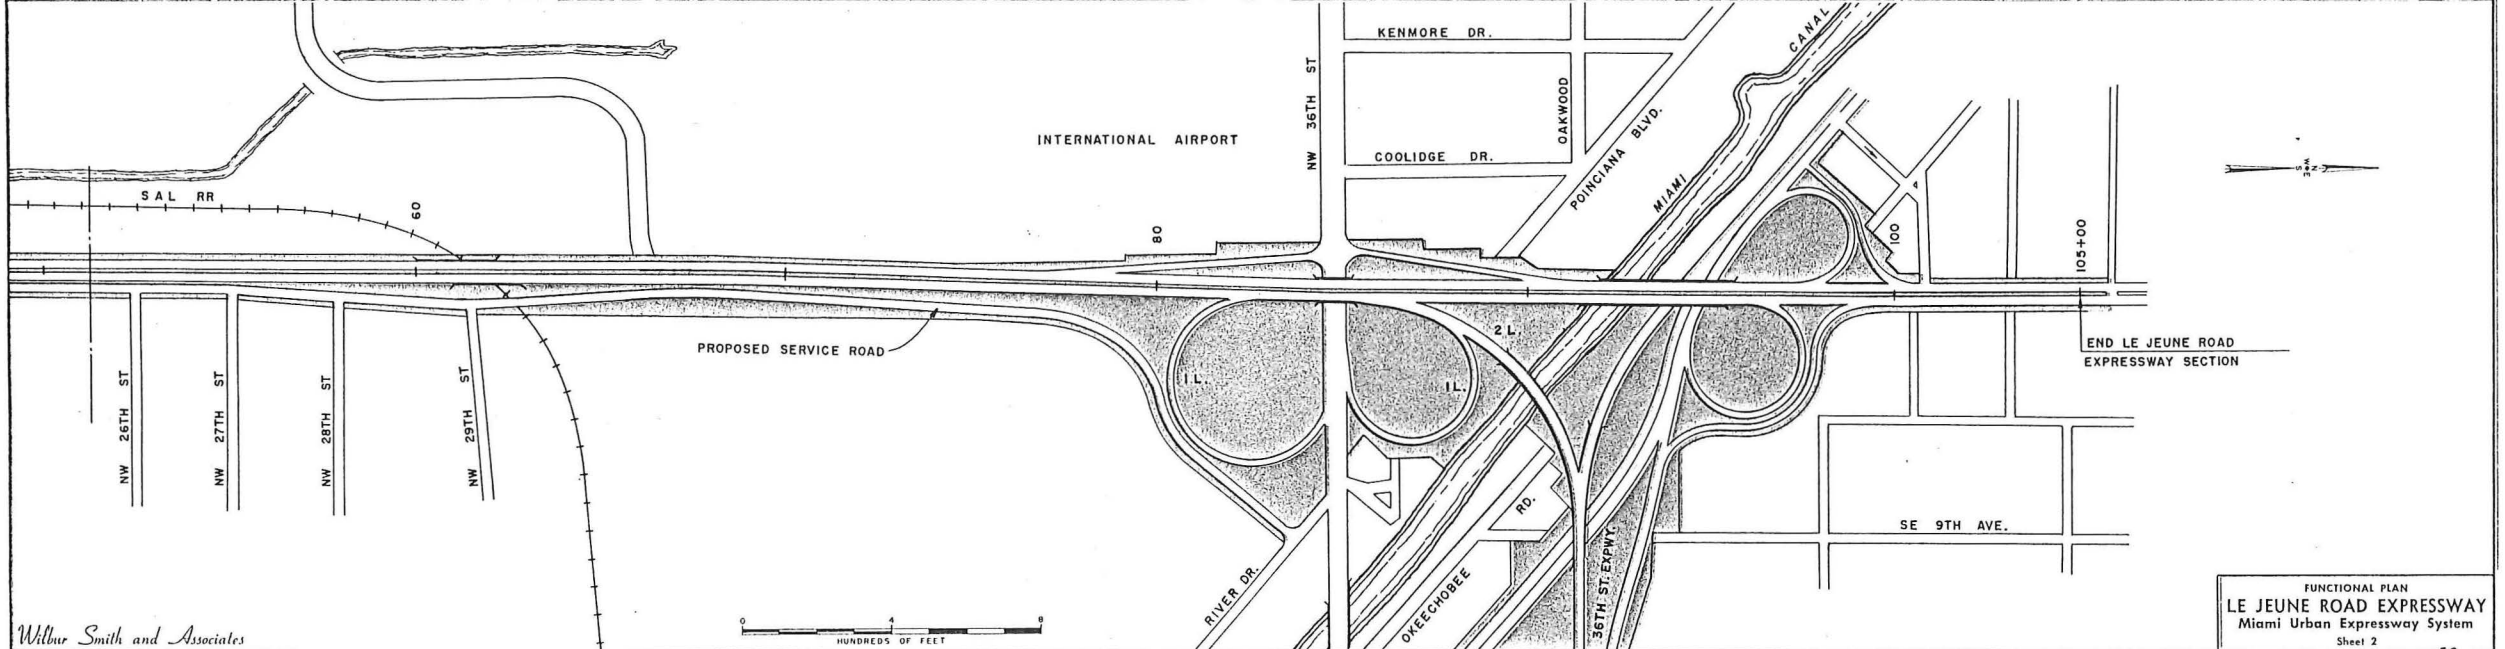 KENMORE DR.
CANAL
NW 36TH ST
OAKWOOD
INTERNATIONAL AIRPORT
COOLIDGE DR.
POINCIANA BLVD.
MIAMI
SAL RR
60
80
100
105+00
N
W E
S
PROPOSED SERVICE ROAD
2 L.
1 L.
1 L.
END LE JEUNE ROAD
EXPRESSWAY SECTION
NW 26TH ST
NW 27TH ST
NW 28TH ST
NW 29TH ST
RIVER DR.
OKEECHOBEE RD.
36TH ST. EXPWY.
SE 9TH AVE.
0 4 8
HUNDREDS OF FEET
Wilbur Smith and Associates
FUNCTIONAL PLAN
LE JEUNE ROAD EXPRESSWAY
Miami Urban Expressway System
Sheet 2